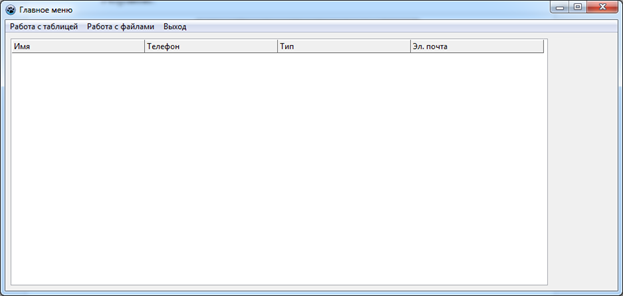 Главное меню
Работа с таблицей Работа с файлами Выход
Имя Телефон Тип Эл. почта